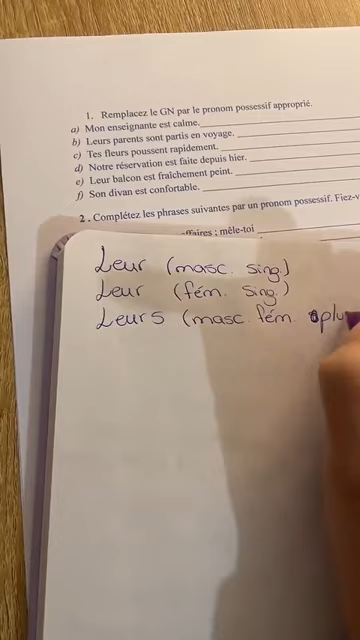 1. Remplacez le GN par le pronom possessif approprié.
a) Mon enseignante est calme.
b) Leurs parents sont partis en voyage.
c) Tes fleurs poussent rapidement.
d) Notre réservation est faite depuis hier.
e) Leur balcon est fraîchement peint.
f) Son divan est confortable.
2. Complétez les phrases suivantes par un pronom possessif. Fiez-v
ffaires ; mêle-toi
Leur (masc. sing.)
Leur (fém. sing.)
Leurs (masc. fém. plu